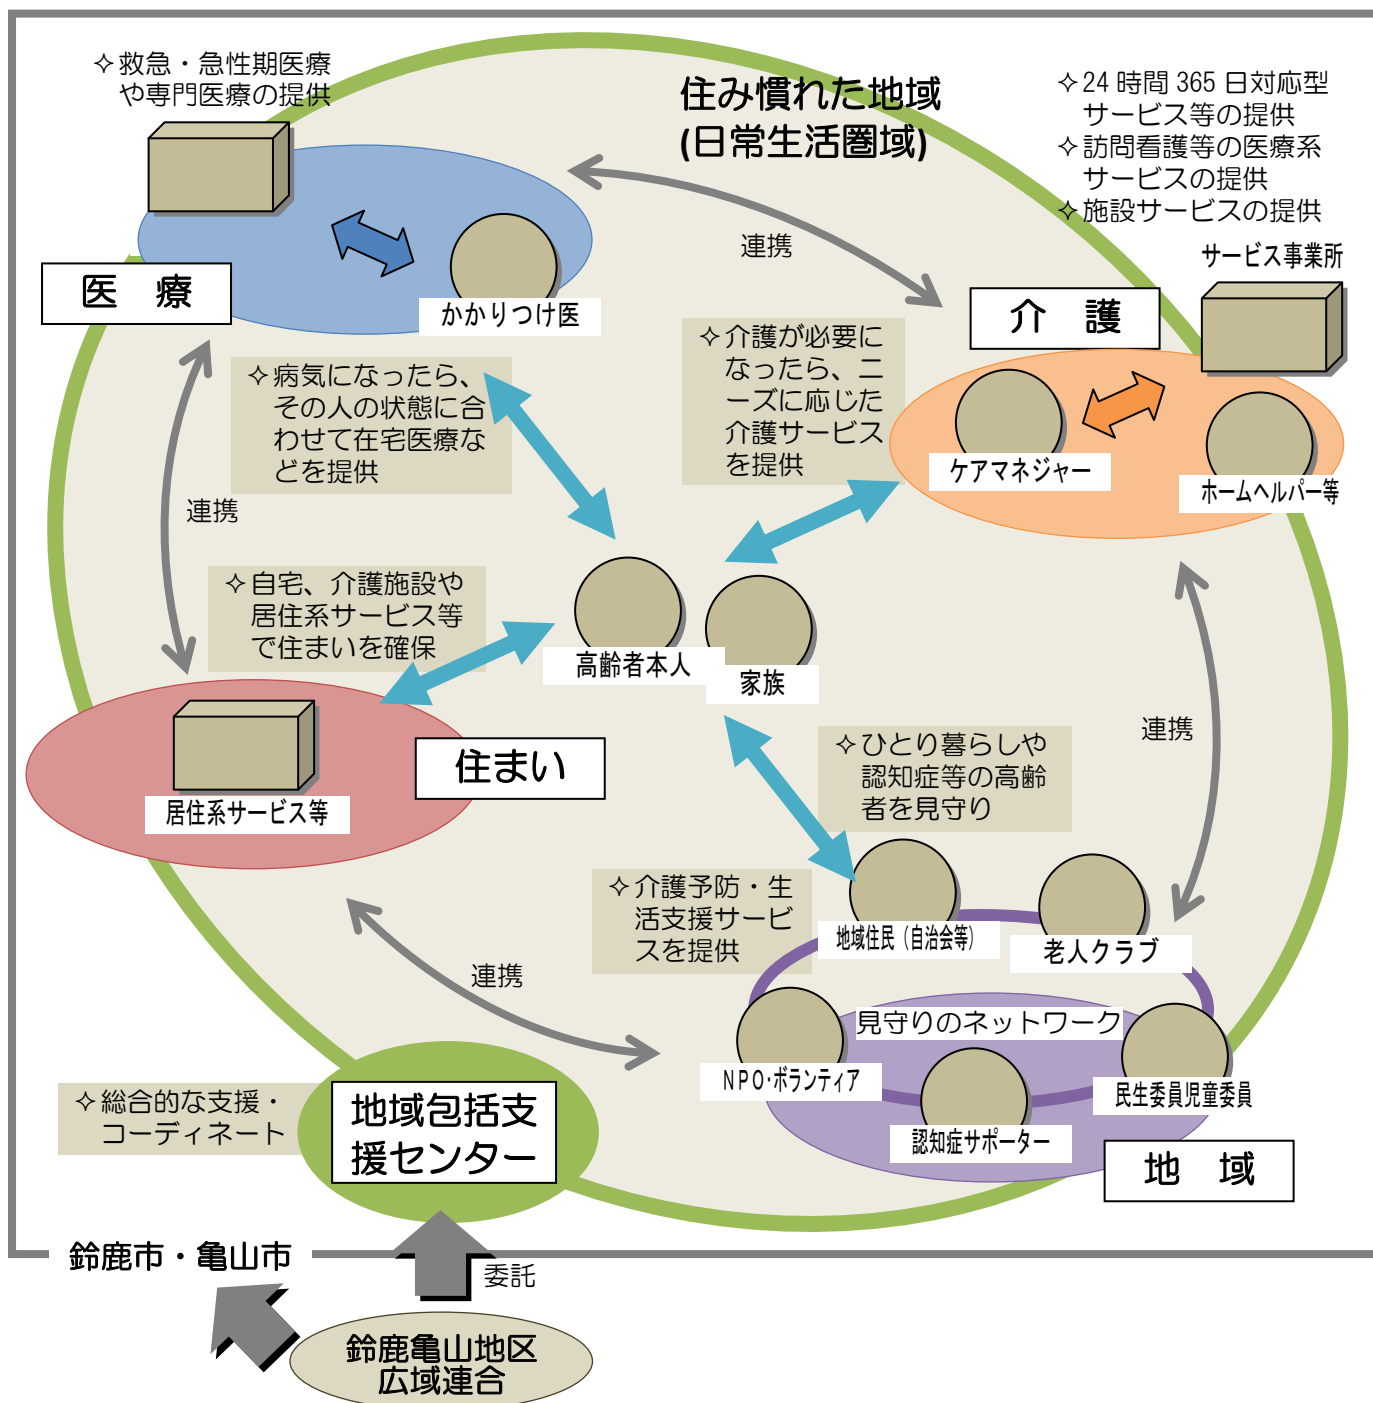 ✧救急・急性期医療
や専門医療の提供
住み慣れた地域
(日常生活圏域)
✧24時間365日対応型
サービス等の提供
✧訪問看護等の医療系
サービスの提供
✧施設サービスの提供
サービス事業所
医　療
かかりつけ医
連携
介　護
✧病気になったら、
その人の状態に合
わせて在宅医療な
どを提供
✧介護が必要に
なったら、ニ
ーズに応じた
介護サービス
を提供
ケアマネジャー
ホームヘルパー等
連携
✧自宅、介護施設や
居住系サービス等
で住まいを確保
高齢者本人
家族
住まい
居住系サービス等
✧ひとり暮らしや
認知症等の高齢
者を見守り
連携
✧介護予防・生
活支援サービ
スを提供
地域住民（自治会等）
老人クラブ
連携
見守りのネットワーク
NPO･ボランティア
民生委員児童委員
認知症サポーター
地　域
✧総合的な支援・
コーディネート
地域包括支
援センター
鈴鹿市・亀山市
委託
鈴鹿亀山地区
広域連合